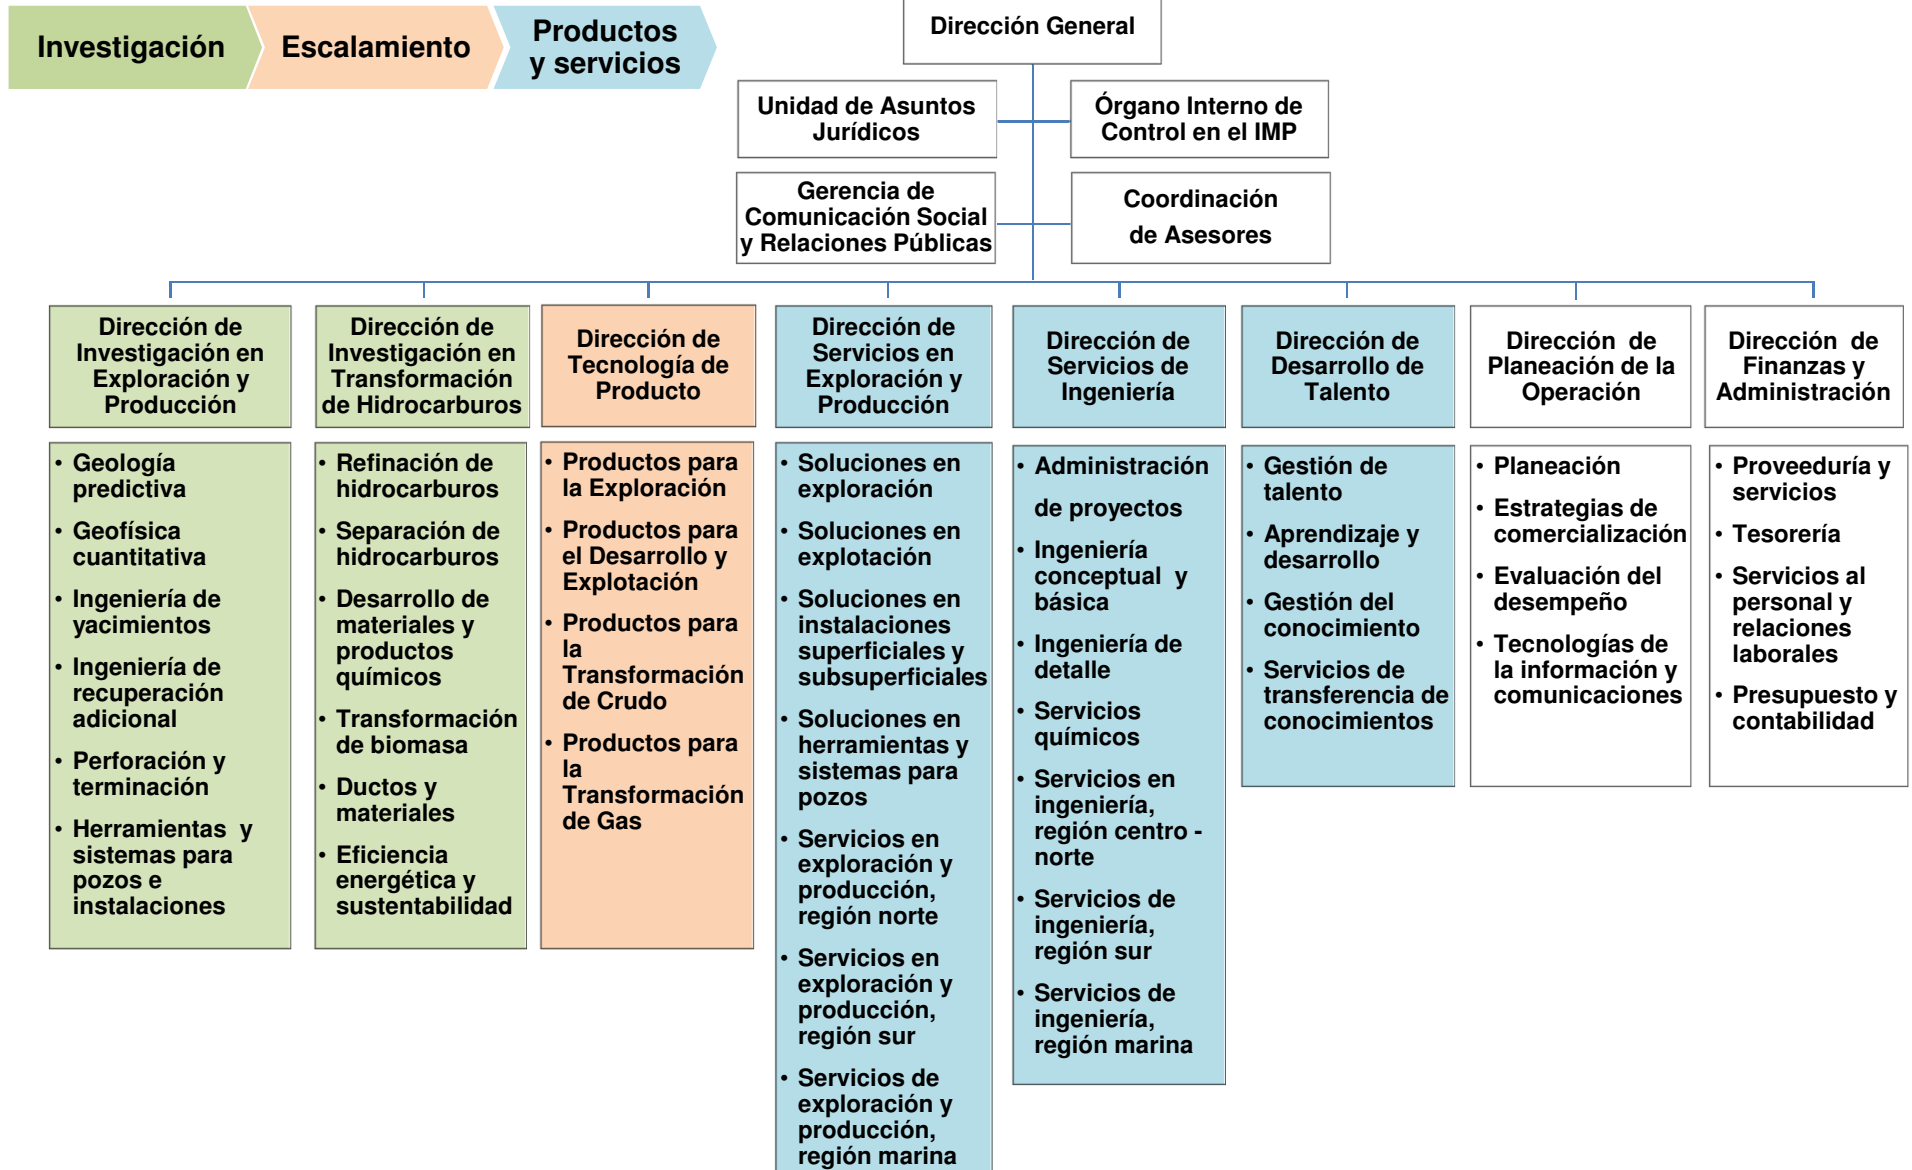 Investigación
Escalamiento
Productos
y servicios
Dirección General
Unidad de Asuntos
Jurídicos
Órgano Interno de
Control en el IMP
Gerencia de
Comunicación Social
y Relaciones Públicas
Coordinación
de Asesores
Dirección de
Investigación en
Exploración y
Producción
Dirección de
Investigación en
Transformación
de Hidrocarburos
Dirección de
Tecnología de
Producto
Dirección de
Servicios en
Exploración y
Producción
Dirección de
Servicios de
Ingeniería
Dirección de
Desarrollo de
Talento
Dirección de
Planeación de la
Operación
Dirección de
Finanzas y
Administración
• Geología
predictiva
• Geofísica
cuantitativa
• Ingeniería de
yacimientos
• Ingeniería de
recuperación
adicional
• Perforación y
terminación
• Herramientas y
sistemas para
pozos e
instalaciones
• Refinación de
hidrocarburos
• Separación de
hidrocarburos
• Desarrollo de
materiales y
productos
químicos
• Transformación
de biomasa
• Ductos y
materiales
• Eficiencia
energética y
sustentabilidad
• Productos para
la Exploración
• Productos para
el Desarrollo y
Explotación
• Productos para
la
Transformación
de Crudo
• Productos para
la
Transformación
de Gas
• Soluciones en
exploración
• Soluciones en
explotación
• Soluciones en
instalaciones
superficiales y
subsuperficiales
• Soluciones en
herramientas y
sistemas para
pozos
• Servicios en
exploración y
producción,
región norte
• Servicios en
exploración y
producción,
región sur
• Servicios de
exploración y
producción,
región marina
• Administración
de proyectos
• Ingeniería
conceptual y
básica
• Ingeniería de
detalle
• Servicios
químicos
• Servicios en
ingeniería,
región centro -
norte
• Servicios de
ingeniería,
región sur
• Servicios de
ingeniería,
región marina
• Gestión de
talento
• Aprendizaje y
desarrollo
• Gestión del
conocimiento
• Servicios de
transferencia de
conocimientos
• Planeación
• Estrategias de
comercialización
• Evaluación del
desempeño
• Tecnologías de
la información y
comunicaciones
• Proveeduría y
servicios
• Tesorería
• Servicios al
personal y
relaciones
laborales
• Presupuesto y
contabilidad